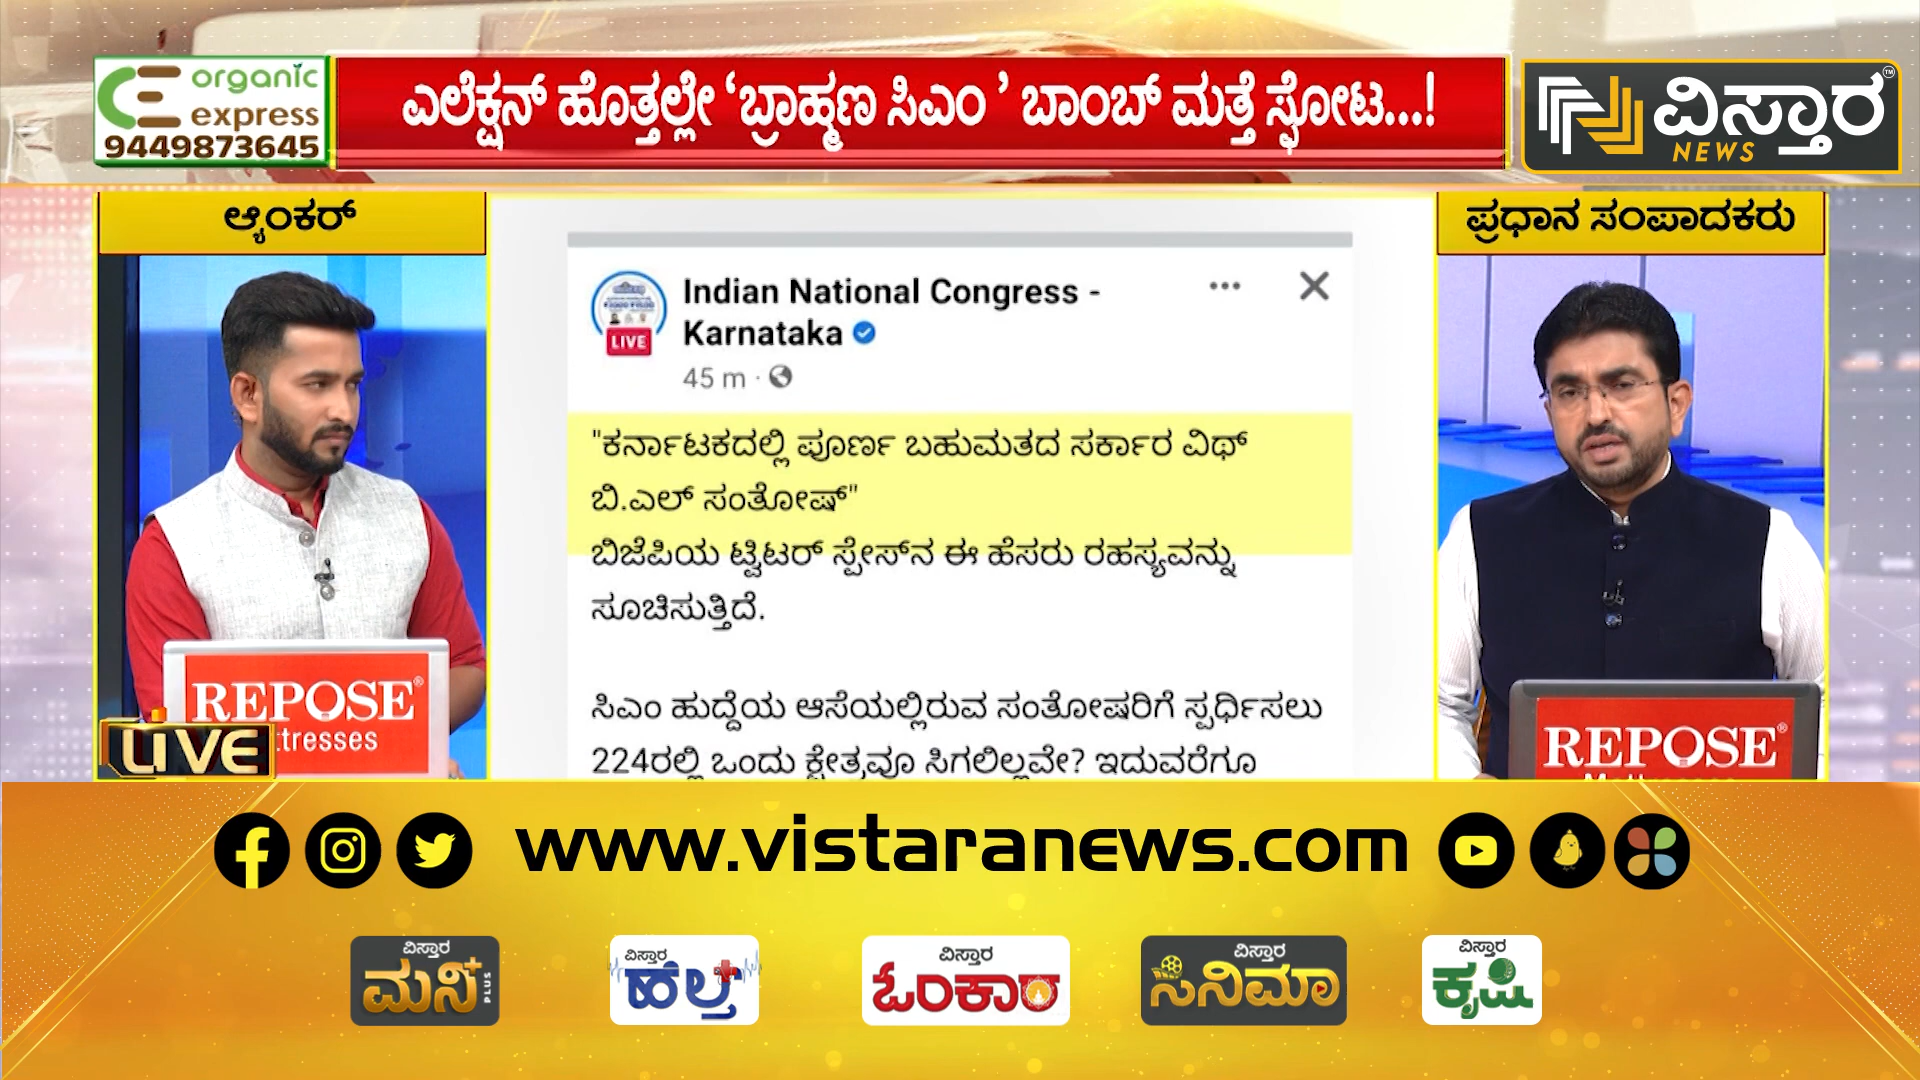 organic
express
9449873645
ಎಲೆಕ್ಷನ್ ಹೊತ್ತಲ್ಲೇ ‘ಬ್ರಾಹ್ಮಣ ಸಿಎಂ ’ ಬಾಂಬ್ ಮತ್ತೆ ಸ್ಫೋಟ...!
ವಿಸ್ತಾರ™
NEWS
ಆ್ಯಂಕರ್
ಪ್ರಧಾನ ಸಂಪಾದಕರು
Indian National Congress -
Karnataka
LIVE
45 m ·
"ಕರ್ನಾಟಕದಲ್ಲಿ ಪೂರ್ಣ ಬಹುಮತದ ಸರ್ಕಾರ ವಿಥ್
ಬಿ.ಎಲ್ ಸಂತೋಷ್"
ಬಿಜೆಪಿಯ ಟ್ವಿಟರ್ ಸ್ಪೇಸ್‌ನ ಈ ಹೆಸರು ರಹಸ್ಯವನ್ನು
ಸೂಚಿಸುತ್ತಿದೆ.
ಸಿಎಂ ಹುದ್ದೆಯ ಆಸೆಯಲ್ಲಿರುವ ಸಂತೋಷರಿಗೆ ಸ್ಪರ್ಧಿಸಲು
224ರಲ್ಲಿ ಒಂದು ಕ್ಷೇತ್ರವೂ ಸಿಗಲಿಲ್ಲವೇ? ಇದುವರೆಗೂ
REPOSE®
ttresses
LIVE
REPOSE®
www.vistaranews.com
ವಿಸ್ತಾರ
ಮನಿ+
PLUS
ವಿಸ್ತಾರ
ಹೆಲ್ತ್
ವಿಸ್ತಾರ
ಓಂಕಾರ
ವಿಸ್ತಾರ
ಸಿನಿಮಾ
ವಿಸ್ತಾರ
ಕೃಷಿ